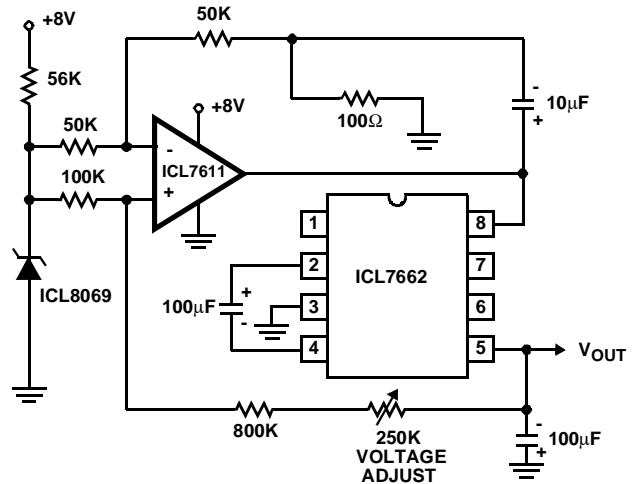 +8V
50K
56K
+8V
-
10µF
+
100Ω
50K
-
ICL7611
100K
+
1
8
2
ICL7662
7
+
100µF
-
3
6
ICL8069
4
5
VOUT
800K
250K
VOLTAGE
ADJUST
-
100µF
+